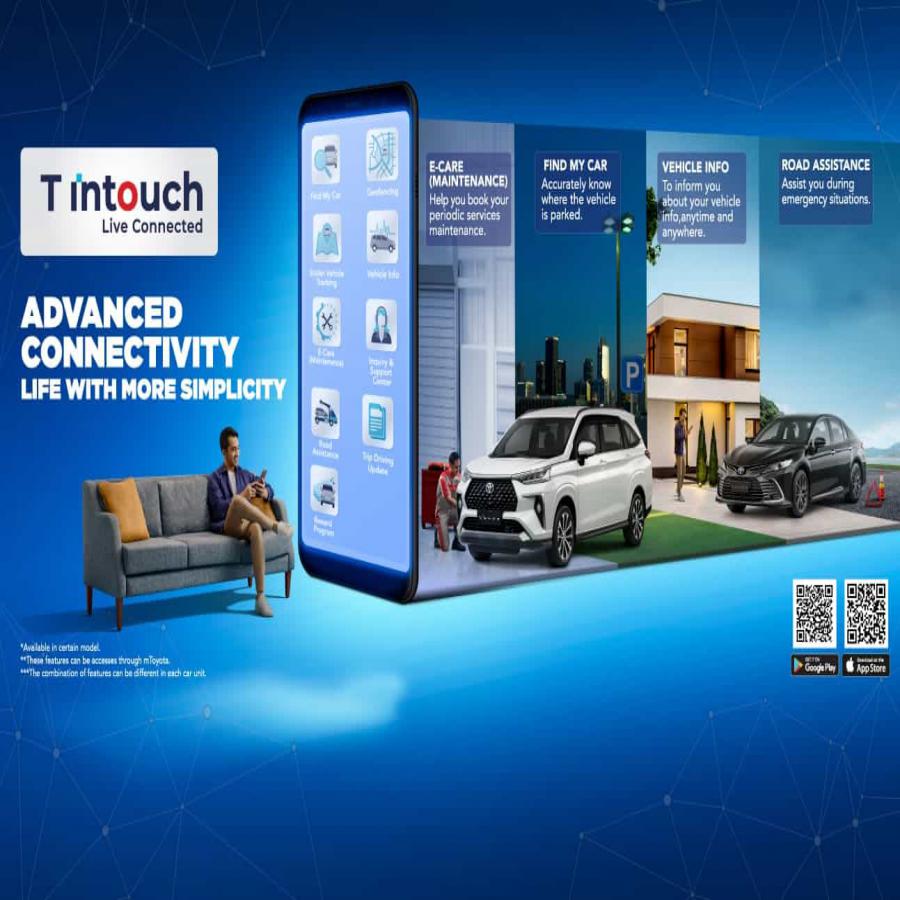 T intouch
Live Connected
ADVANCED
CONNECTIVITY
LIFE WITH MORE SIMPLICITY
*Available in certain model.
**These features can be accesses through mToyota.
***The combination of features can be different in each car unit.
Find My Car
Geofencing
Stolen Vehicle
Tracking
Vehicle Info
E-Care
(Maintenance)
Inquiry &
Support
Center
Road
Assistance
Trip Driving
Update
Reward
Program
E-CARE
(MAINTENANCE)
Help you book your
periodic services
maintenance.
FIND MY CAR
Accurately know
where the vehicle
is parked.
P
VEHICLE INFO
To inform you
about your vehicle
info,anytime and
anywhere.
ROAD ASSISTANCE
Assist you during
emergency situations.
GET IT ON
Google Play
Download on the
App Store